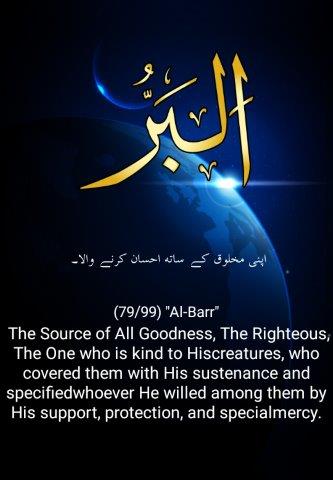 البَرُّ
اپنی مخلوق کے ساتھ احسان کرنے والا۔
(79/99) "Al-Barr"
The Source of All Goodness, The Righteous,
The One who is kind to Hiscreatures, who
covered them with His sustenance and
specifiedwhoever He willed among them by
His support, protection, and specialmercy.